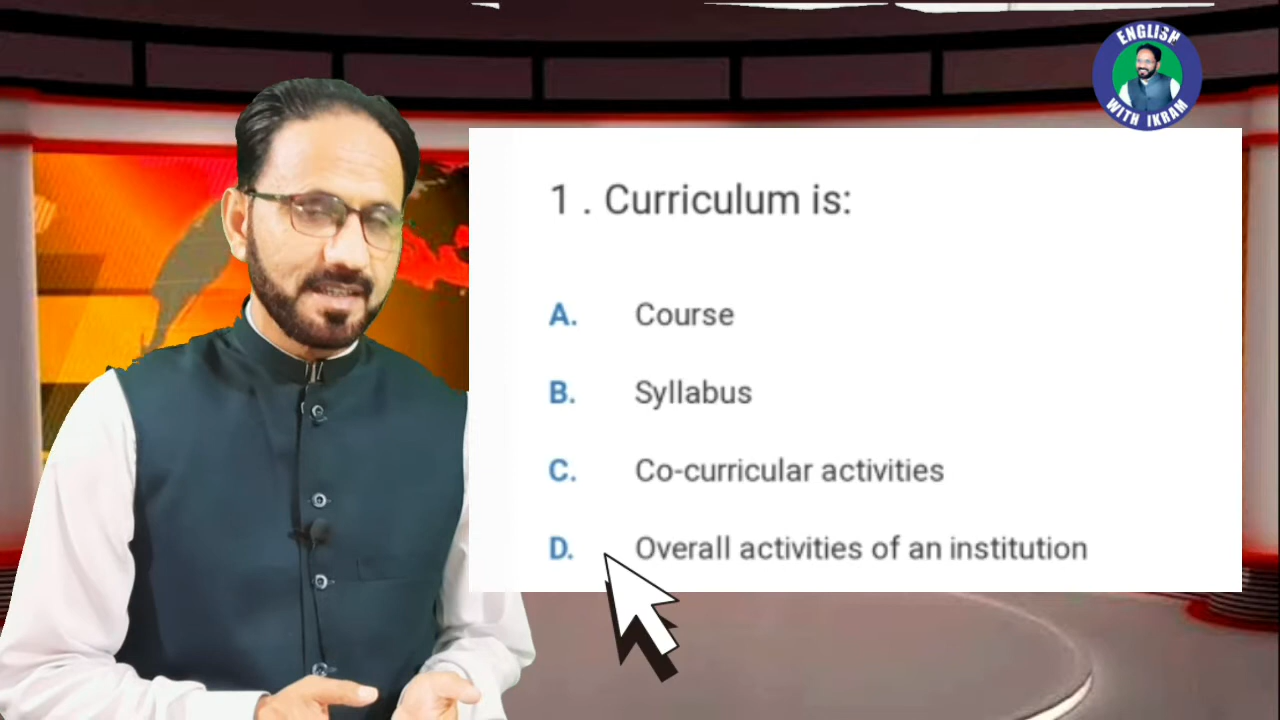 ENGLISH
WITH IKRAM
1 . Curriculum is:
A. Course
B. Syllabus
C. Co-curricular activities
D. Overall activities of an institution